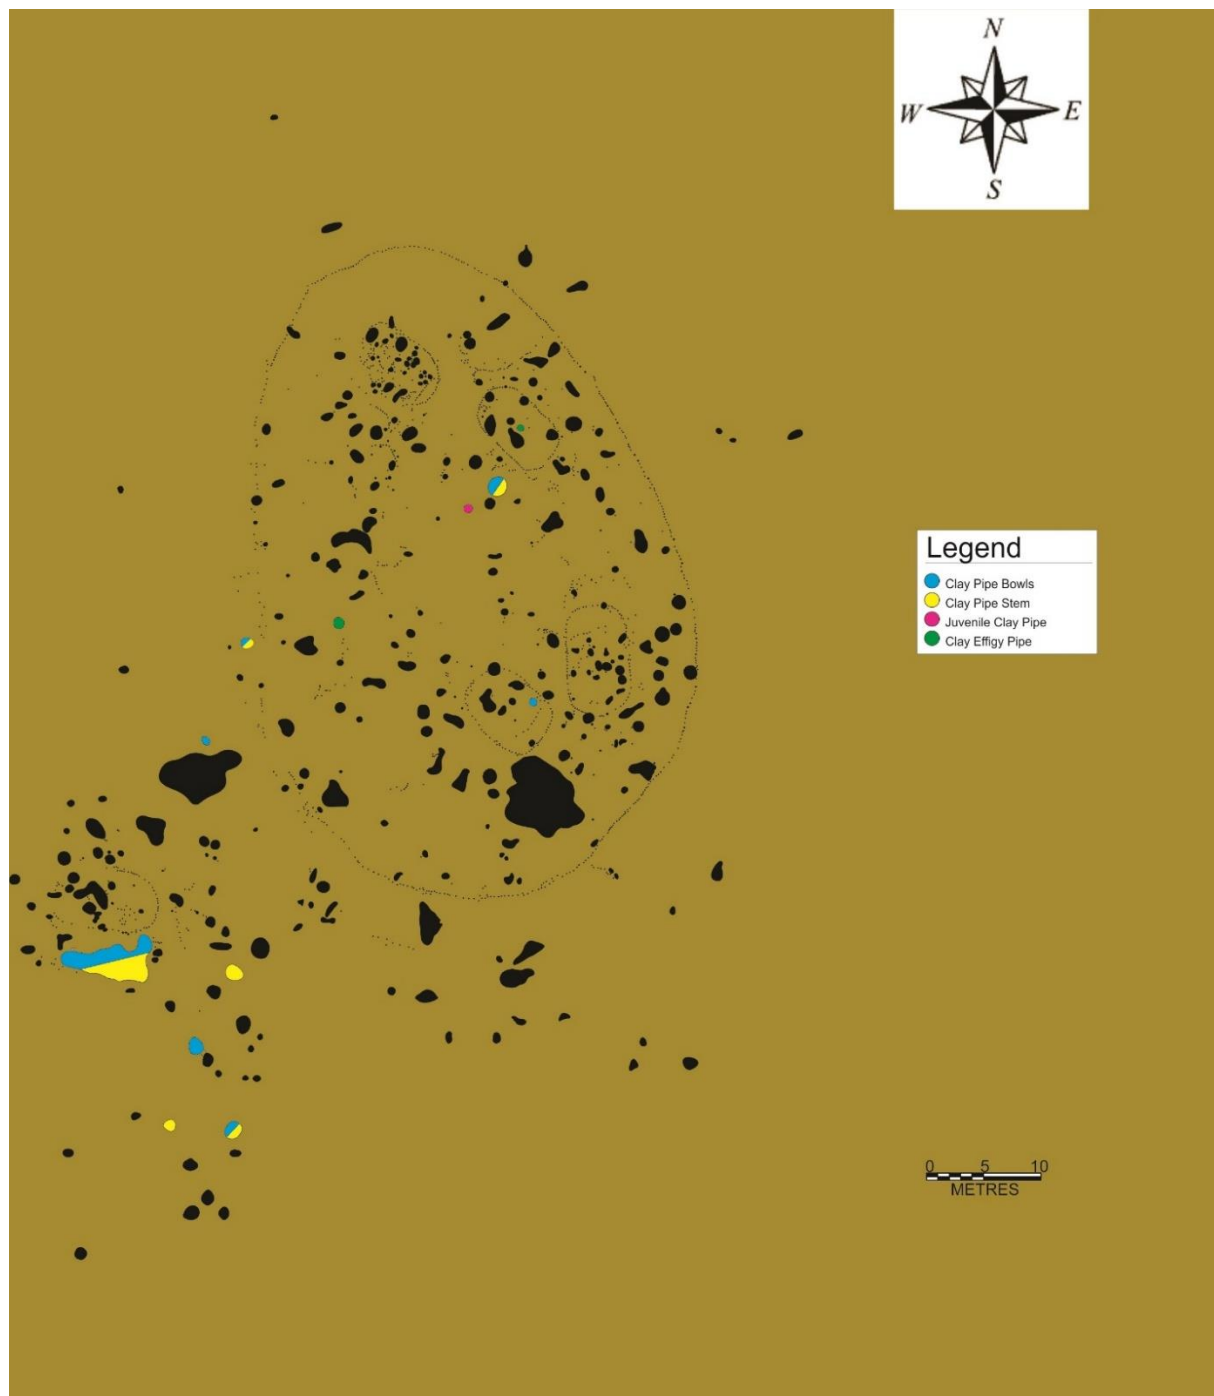 N
W E
S
Legend
Clay Pipe Bowls
Clay Pipe Stem
Juvenile Clay Pipe
Clay Effigy Pipe
0 5 10
METRES